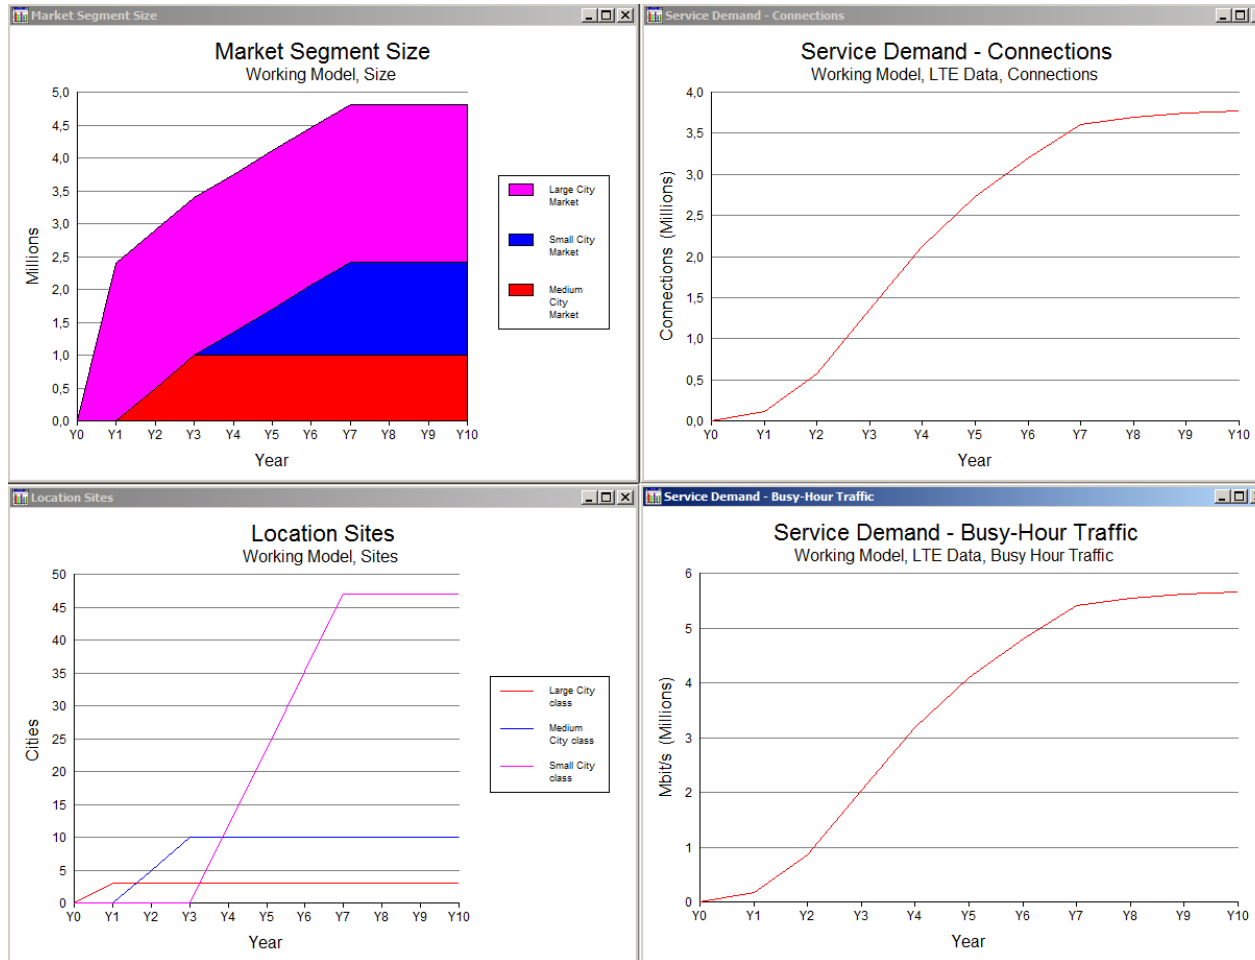 Market Segment Size
Market Segment Size
Working Model, Size
5,0
4,5
4,0
3,5
3,0
2,5
2,0
1,5
1,0
0,5
0,0
Millions
Y0 Y1 Y2 Y3 Y4 Y5 Y6 Y7 Y8 Y9 Y10
Year
Large City
Market
Small City
Market
Medium
City
Market
Service Demand - Connections
Service Demand - Connections
Working Model, LTE Data, Connections
4,0
3,5
3,0
2,5
2,0
1,5
1,0
0,5
0,0
Connections (Millions)
Y0 Y1 Y2 Y3 Y4 Y5 Y6 Y7 Y8 Y9 Y10
Year
Location Sites
Location Sites
Working Model, Sites
50
45
40
35
30
25
20
15
10
5
0
Cities
Y0 Y1 Y2 Y3 Y4 Y5 Y6 Y7 Y8 Y9 Y10
Year
Large City
class
Medium
City class
Small City
class
Service Demand - Busy-Hour Traffic
Service Demand - Busy-Hour Traffic
Working Model, LTE Data, Busy Hour Traffic
6
5
4
3
2
1
0
Mbit/s (Millions)
Y0 Y1 Y2 Y3 Y4 Y5 Y6 Y7 Y8 Y9 Y10
Year